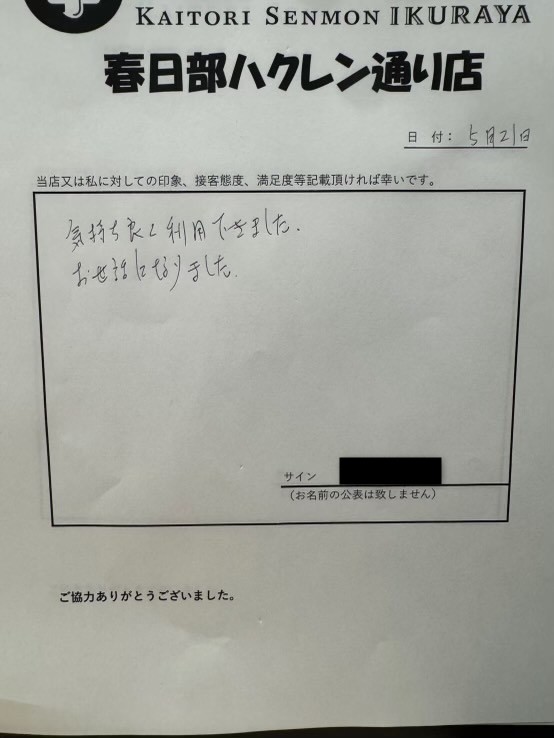 KAITORI SENMON IKURAYA
春日部ハクレン通り店
日 付： 5月21日
当店又は私に対しての印象、接客態度、満足度等記載頂ければ幸いです。
気持ち良く利用できました.
お世話になりました.
サイン
（お名前の公表は致しません）
ご協力ありがとうございました。